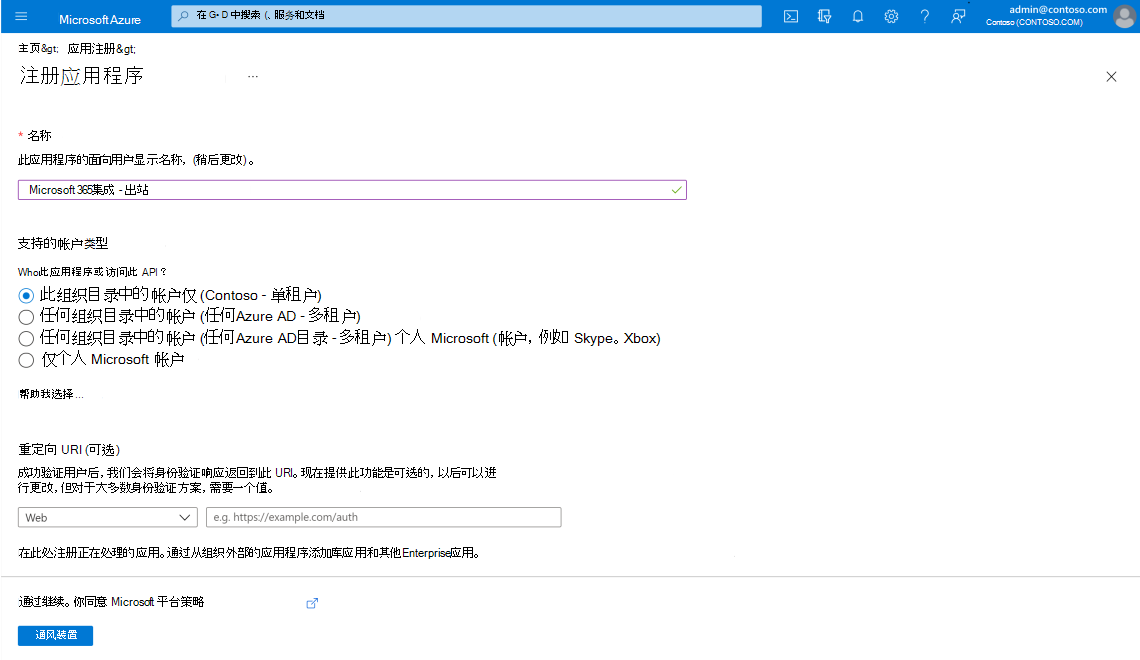 Microsoft Azure
在 G+ D 中搜索 (、服务和文档
admin@contoso.com
Contoso (CONTOSO.COM)
主页&gt; 应用注册&gt;
注册应用程序 ...
* 名称
此应用程序的面向用户显示名称，(稍后更改) 。
Microsoft 365集成 - 出站
支持的帐户类型
Who此应用程序或访问此 API？
此组织目录中的帐户仅 (Contoso - 单租户)
任何组织目录中的帐户 (任何Azure AD - 多租户)
任何组织目录中的帐户 (任何Azure AD目录 - 多租户) 个人 Microsoft (帐户，例如 Skype。Xbox)
仅个人 Microsoft 帐户
帮助我选择 ...
重定向 URI (可选)
成功验证用户后，我们会将身份验证响应返回到此 URI。现在提供此功能是可选的，以后可以进
行更改，但对于大多数身份验证方案，需要一个值。
Web
e.g. https://example.com/auth
在此处注册正在处理的应用。通过从组织外部的应用程序添加库应用和其他Enterprise应用。
通过继续。你同意 Microsoft 平台策略
通风装置